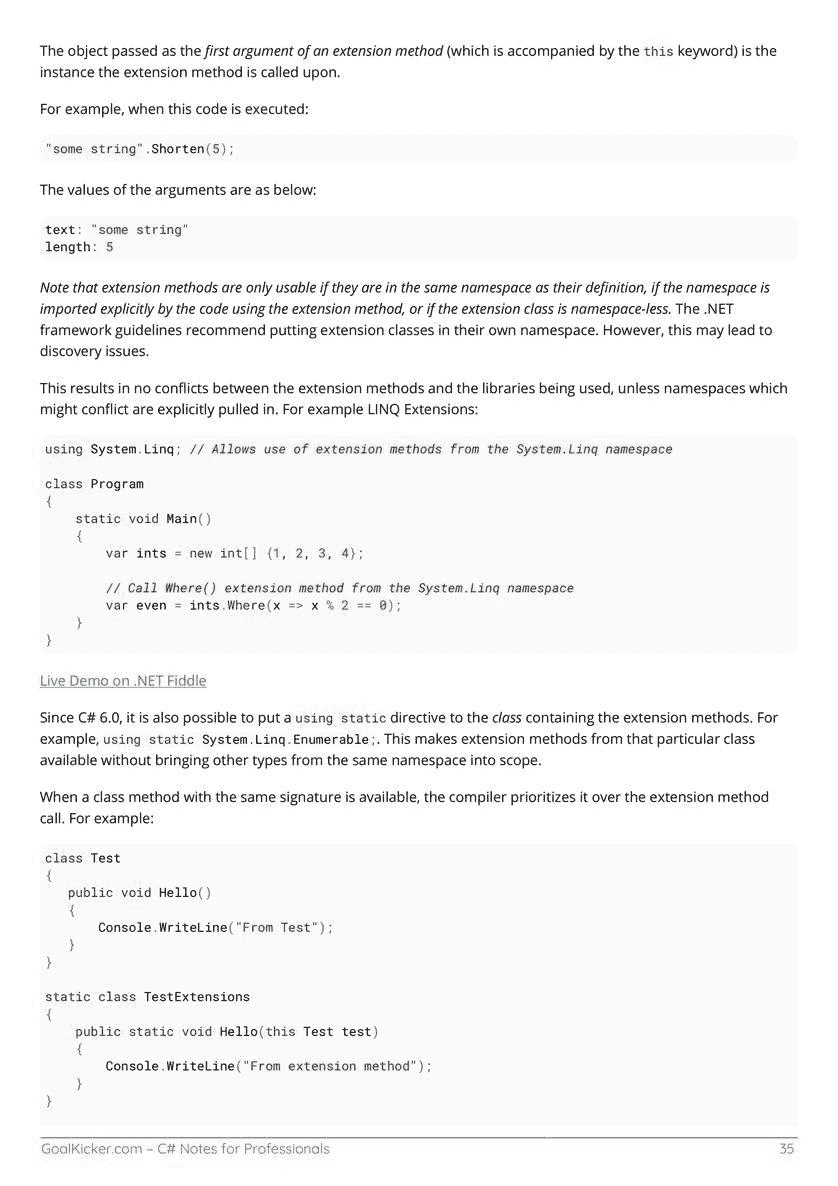 The object passed as the first argument of an extension method (which is accompanied by the this keyword) is the
instance the extension method is called upon.
For example, when this code is executed:
"some string".Shorten(5);
The values of the arguments are as below:
text: "some string"
length: 5
Note that extension methods are only usable if they are in the same namespace as their definition, if the namespace is
imported explicitly by the code using the extension method, or if the extension class is namespace-less. The .NET
framework guidelines recommend putting extension classes in their own namespace. However, this may lead to
discovery issues.
This results in no conflicts between the extension methods and the libraries being used, unless namespaces which
might conflict are explicitly pulled in. For example LINQ Extensions:
using System.Linq; // Allows use of extension methods from the System.Linq namespace
class Program
{
    static void Main()
    {
        var ints = new int[] {1, 2, 3, 4};
        // Call Where() extension method from the System.Linq namespace
        var even = ints.Where(x => x % 2 == 0);
    }
}
Live Demo on .NET Fiddle
Since C# 6.0, it is also possible to put a using static directive to the class containing the extension methods. For
example, using static System.Linq.Enumerable;. This makes extension methods from that particular class
available without bringing other types from the same namespace into scope.
When a class method with the same signature is available, the compiler prioritizes it over the extension method
call. For example:
class Test
{
   public void Hello()
   {
       Console.WriteLine("From Test");
   }
}
static class TestExtensions
{
    public static void Hello(this Test test)
    {
        Console.WriteLine("From extension method");
    }
}
GoalKicker.com – C# Notes for Professionals 35